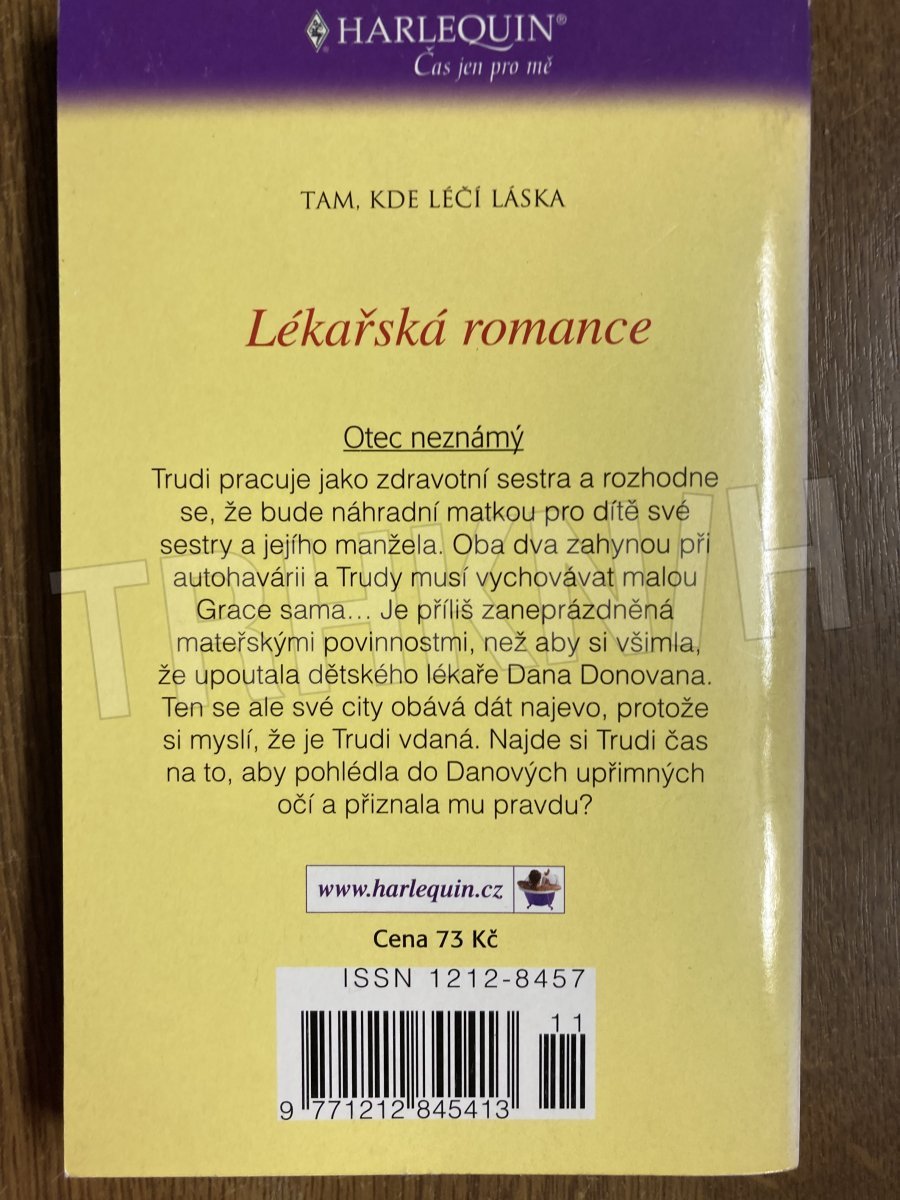 HARLEQUIN®
Čas jen pro mě
TAM, KDE LÉČÍ LÁSKA
Lékařská romance
Otec neznámý
Trudi pracuje jako zdravotní sestra a rozhodne
se, že bude náhradní matkou pro dítě své
sestry a jejího manžela. Oba dva zahynou při
autohavárii a Trudy musí vychovávat malou
Grace sama... Je příliš zaneprázdněná
mateřskými povinnostmi, než aby si všimla,
že upoutala dětského lékaře Dana Donovana.
Ten se ale své city obává dát najevo, protože
si myslí, že je Trudi vdaná. Najde si Trudi čas
na to, aby pohlédla do Danových upřimných
očí a přiznala mu pravdu?
www.harlequin.cz
Cena 73 Kč
ISSN 1212-8457
11
9 771212 845413